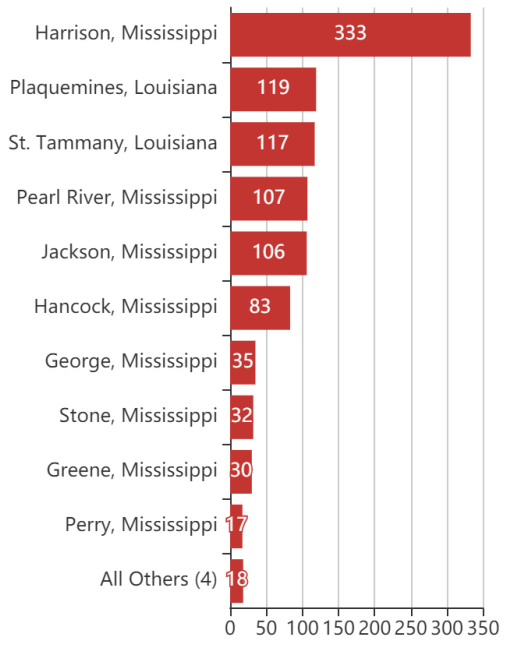 Harrison, Mississippi 333
Plaquemines, Louisiana 119
St. Tammany, Louisiana 117
Pearl River, Mississippi 107
Jackson, Mississippi 106
Hancock, Mississippi 83
George, Mississippi 35
Stone, Mississippi 32
Greene, Mississippi 30
Perry, Mississippi 17
All Others (4) 18
0 50 100 150 200 250 300 350